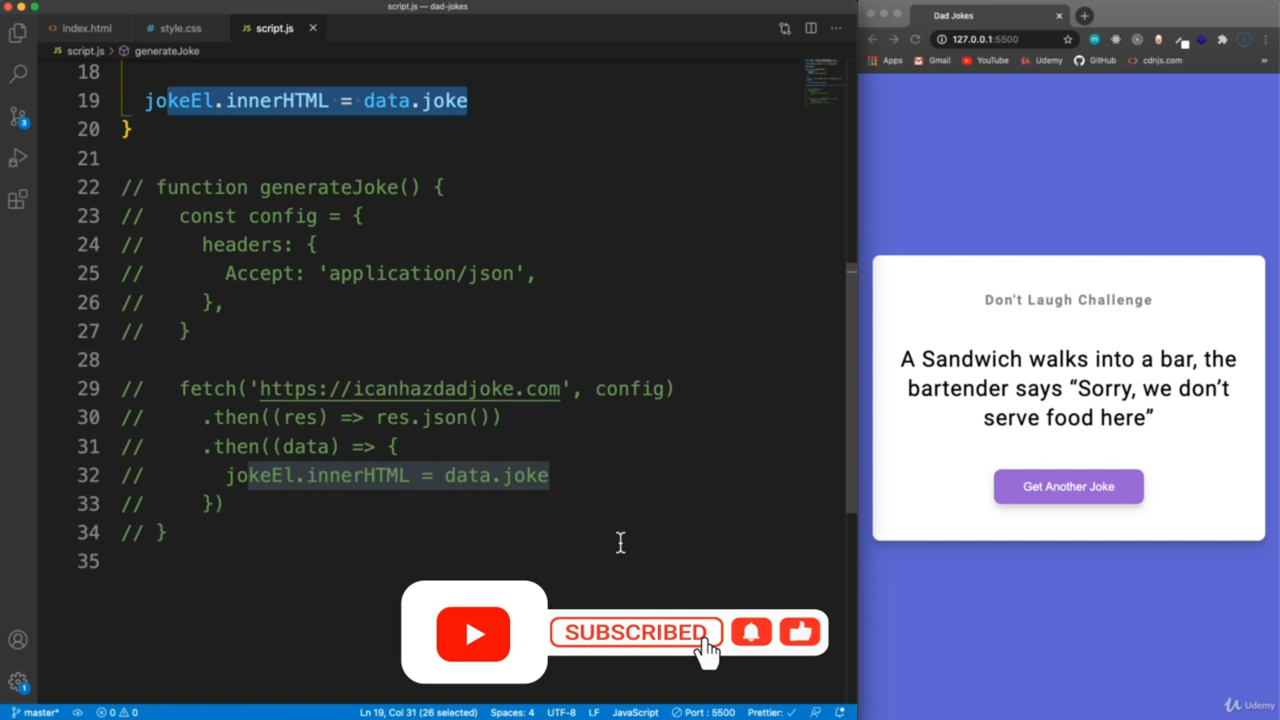 script.js — dad-jokes
index.html
style.css
JS script.js
JS script.js > generateJoke
18
19 jokeEl.innerHTML = data.joke
20 }
21
22 // function generateJoke() {
23 // const config = {
24 // headers: {
25 // Accept: 'application/json',
26 // },
27 // }
28
29 // fetch('https://icanhazdadjoke.com', config)
30 // .then((res) => res.json())
31 // .then((data) => {
32 // jokeEl.innerHTML = data.joke
33 // })
34 // }
35
3
1
master*
0 0
Ln 19, Col 31 (26 selected)
Spaces: 4
UTF-8
LF
JavaScript
Port : 5500
Prettier: ✓
SUBSCRIBED
Dad Jokes
127.0.0.1:5500
Apps
Gmail
YouTube
Udemy
GitHub
cdnjs.com
Don't Laugh Challenge
A Sandwich walks into a bar, the
bartender says “Sorry, we don’t
serve food here”
Get Another Joke
Udemy